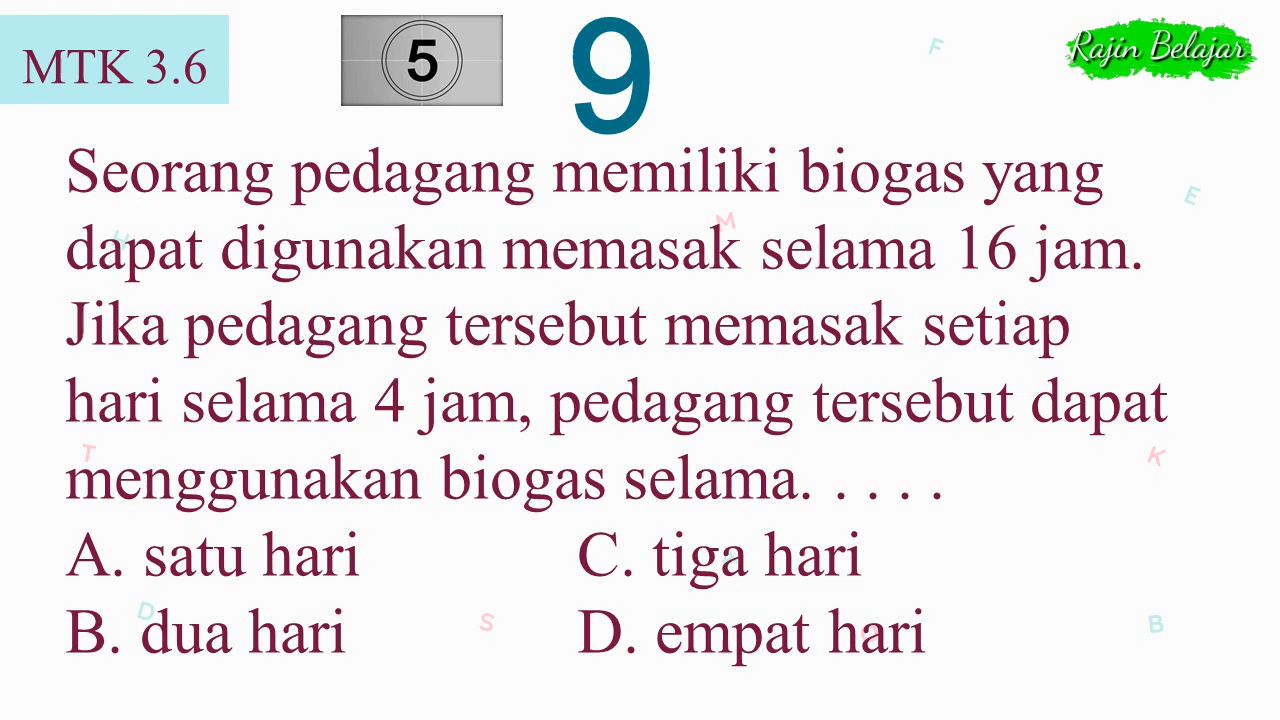 MTK 3.6
5
9
Rajin Belajar
F
Seorang pedagang memiliki biogas yang
E
M
H
dapat digunakan memasak selama 16 jam.
Jika pedagang tersebut memasak setiap
hari selama 4 jam, pedagang tersebut dapat
T
K
menggunakan biogas selama. . . . .
A. satu hari
C. tiga hari
D
S
B
B. dua hari
D. empat hari